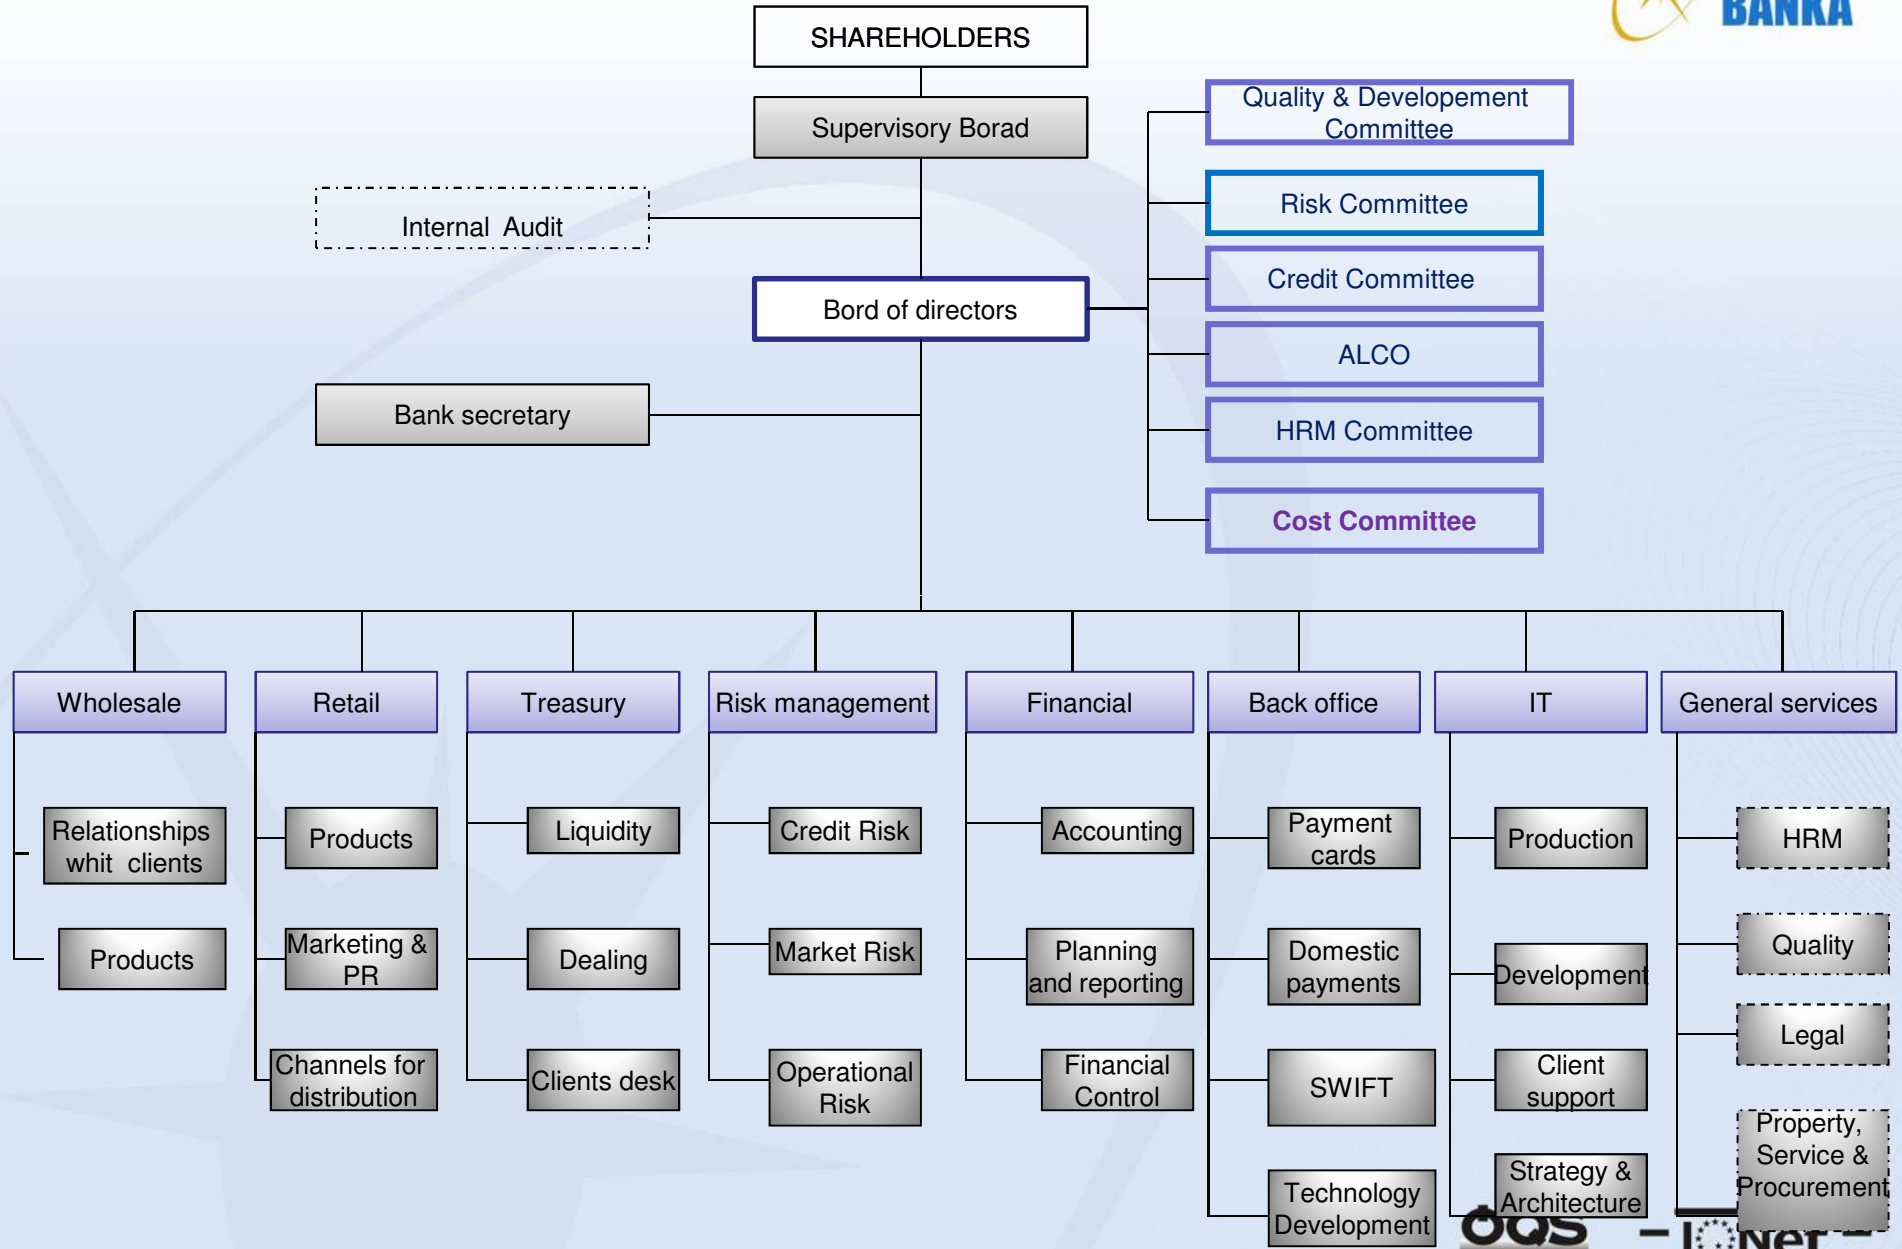 BANKA
SHAREHOLDERS
Supervisory Borad
Quality & Developement
Committee
Internal Audit
Risk Committee
Credit Committee
Bord of directors
ALCO
Bank secretary
HRM Committee
Cost Committee
Wholesale
Retail
Treasury
Risk management
Financial
Back office
IT
General services
Relationships
whit clients
Products
Products
Marketing &
PR
Channels for
distribution
Liquidity
Dealing
Clients desk
Credit Risk
Market Risk
Operational
Risk
Accounting
Planning
and reporting
Financial
Control
Payment
cards
Domestic
payments
SWIFT
Technology
Development
Production
Development
Client
support
Strategy &
Architecture
HRM
Quality
Legal
Property,
Service &
Procurement
ÖQS
IQNet